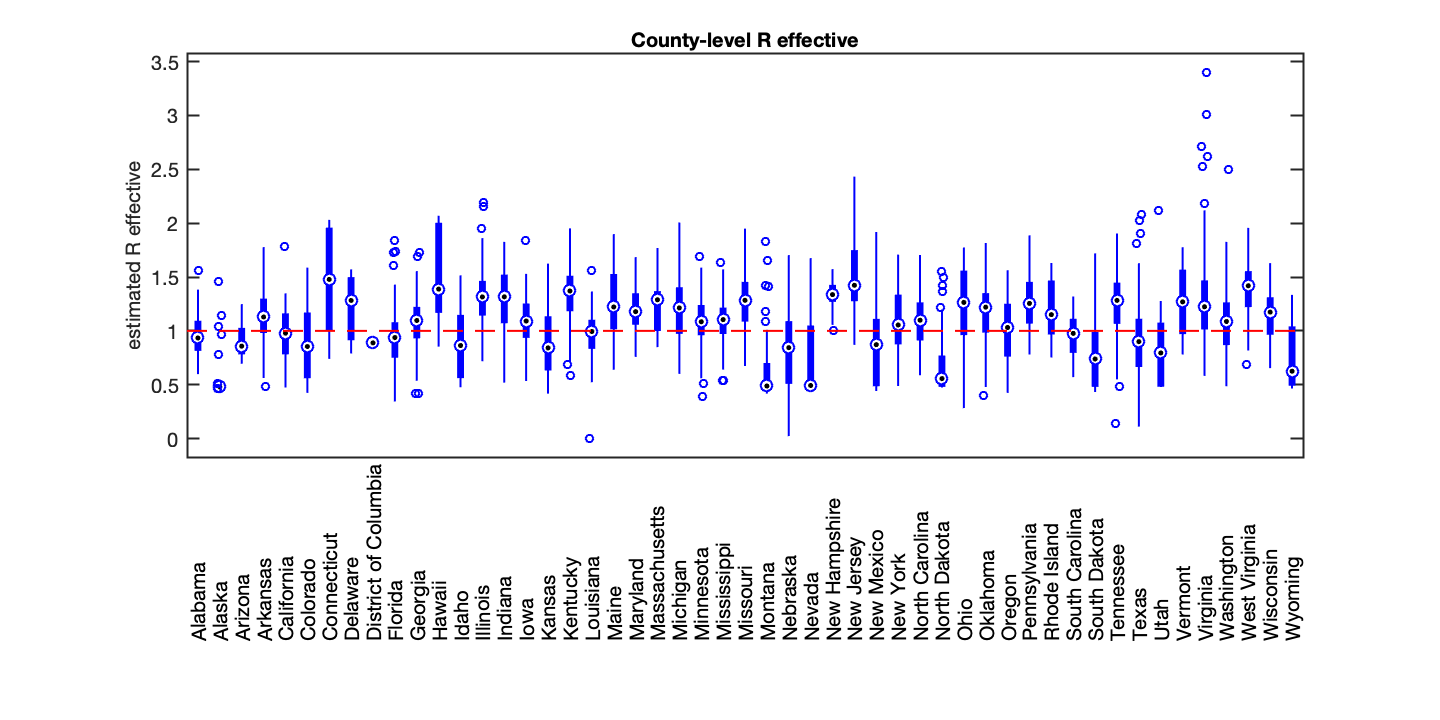 County-level R effective
estimated R effective
3.5
3
2.5
2
1.5
1
0.5
0
Alabama
Alaska
Arizona
Arkansas
California
Colorado
Connecticut
Delaware
District of Columbia
Florida
Georgia
Hawaii
Idaho
Illinois
Indiana
Iowa
Kansas
Kentucky
Louisiana
Maine
Maryland
Massachusetts
Michigan
Minnesota
Mississippi
Missouri
Montana
Nebraska
Nevada
New Hampshire
New Jersey
New Mexico
New York
North Carolina
North Dakota
Ohio
Oklahoma
Oregon
Pennsylvania
Rhode Island
South Carolina
South Dakota
Tennessee
Texas
Utah
Vermont
Virginia
Washington
West Virginia
Wisconsin
Wyoming